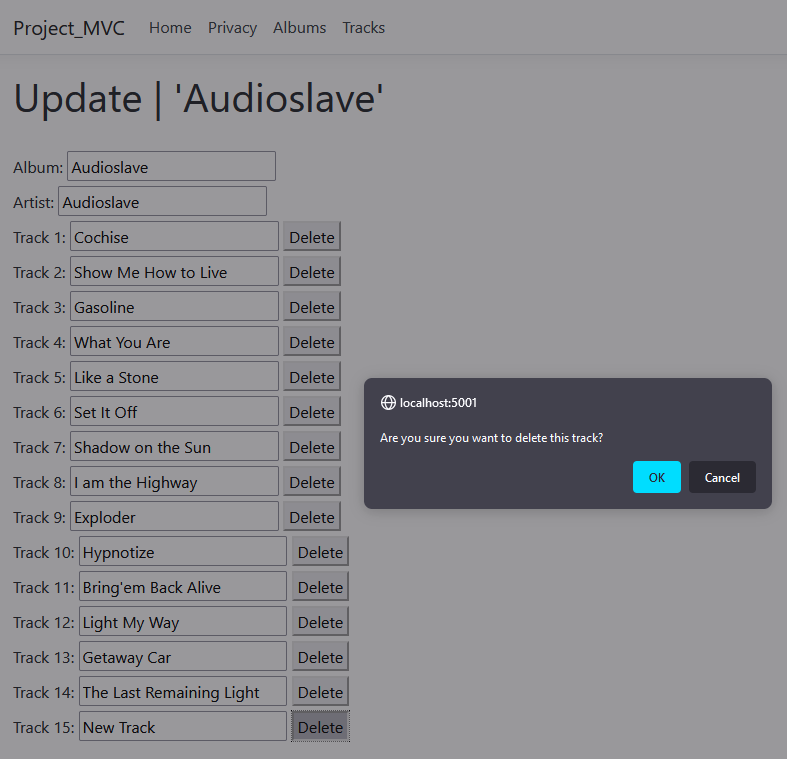 Project_MVC Home Privacy Albums Tracks
Update | 'Audioslave'
Album: Audioslave
Artist: Audioslave
Track 1: Cochise Delete
Track 2: Show Me How to Live Delete
Track 3: Gasoline Delete
Track 4: What You Are Delete
Track 5: Like a Stone Delete
Track 6: Set It Off Delete
Track 7: Shadow on the Sun Delete
Track 8: I am the Highway Delete
Track 9: Exploder Delete
Track 10: Hypnotize Delete
Track 11: Bring'em Back Alive Delete
Track 12: Light My Way Delete
Track 13: Getaway Car Delete
Track 14: The Last Remaining Light Delete
Track 15: New Track Delete
localhost:5001
Are you sure you want to delete this track?
OK Cancel